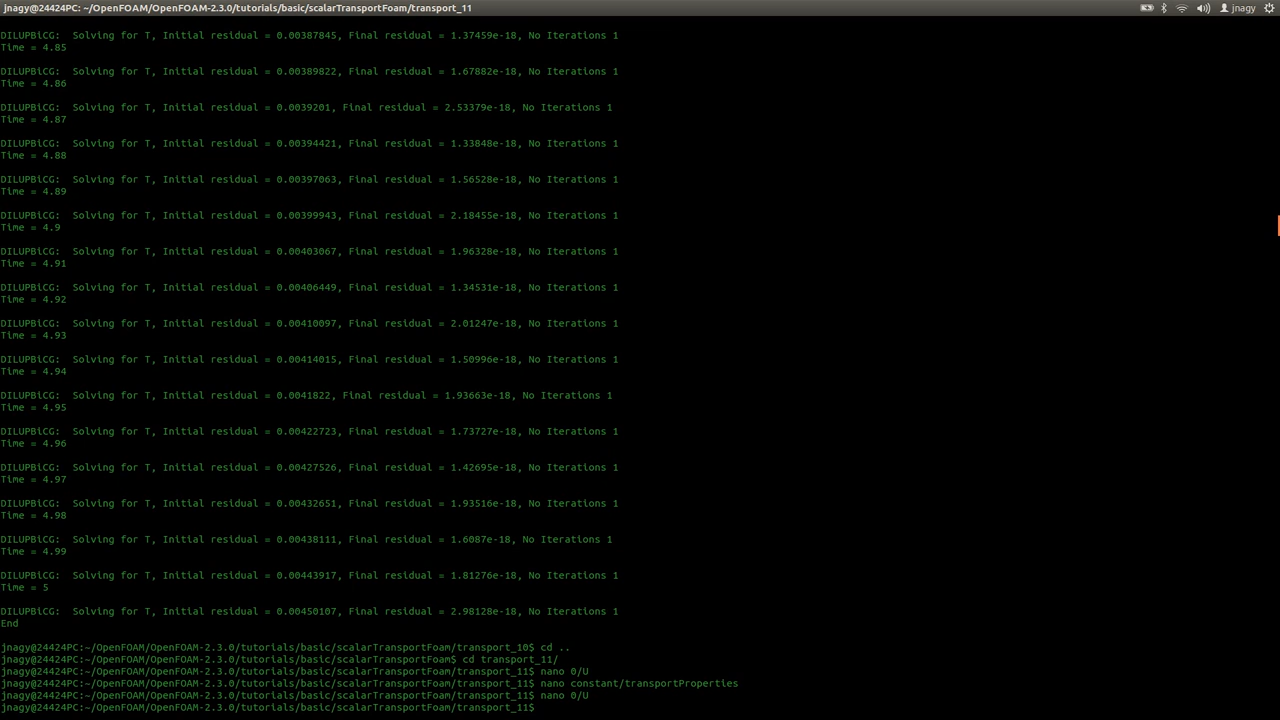 jnagy@24424PC: ~/OpenFOAM/OpenFOAM-2.3.0/tutorials/basic/scalarTransportFoam/transport_11
jnagy
DILUPBiCG:  Solving for T, Initial residual = 0.00387845, Final residual = 1.37459e-18, No Iterations 1
Time = 4.85
DILUPBiCG:  Solving for T, Initial residual = 0.00389822, Final residual = 1.67882e-18, No Iterations 1
Time = 4.86
DILUPBiCG:  Solving for T, Initial residual = 0.0039201, Final residual = 2.53379e-18, No Iterations 1
Time = 4.87
DILUPBiCG:  Solving for T, Initial residual = 0.00394421, Final residual = 1.33848e-18, No Iterations 1
Time = 4.88
DILUPBiCG:  Solving for T, Initial residual = 0.00397063, Final residual = 1.56528e-18, No Iterations 1
Time = 4.89
DILUPBiCG:  Solving for T, Initial residual = 0.00399943, Final residual = 2.18455e-18, No Iterations 1
Time = 4.9
DILUPBiCG:  Solving for T, Initial residual = 0.00403067, Final residual = 1.96328e-18, No Iterations 1
Time = 4.91
DILUPBiCG:  Solving for T, Initial residual = 0.00406449, Final residual = 1.34531e-18, No Iterations 1
Time = 4.92
DILUPBiCG:  Solving for T, Initial residual = 0.00410097, Final residual = 2.01247e-18, No Iterations 1
Time = 4.93
DILUPBiCG:  Solving for T, Initial residual = 0.00414015, Final residual = 1.50996e-18, No Iterations 1
Time = 4.94
DILUPBiCG:  Solving for T, Initial residual = 0.0041822, Final residual = 1.93663e-18, No Iterations 1
Time = 4.95
DILUPBiCG:  Solving for T, Initial residual = 0.00422723, Final residual = 1.73727e-18, No Iterations 1
Time = 4.96
DILUPBiCG:  Solving for T, Initial residual = 0.00427526, Final residual = 1.42695e-18, No Iterations 1
Time = 4.97
DILUPBiCG:  Solving for T, Initial residual = 0.00432651, Final residual = 1.93516e-18, No Iterations 1
Time = 4.98
DILUPBiCG:  Solving for T, Initial residual = 0.00438111, Final residual = 1.6087e-18, No Iterations 1
Time = 4.99
DILUPBiCG:  Solving for T, Initial residual = 0.00443917, Final residual = 1.81276e-18, No Iterations 1
Time = 5
DILUPBiCG:  Solving for T, Initial residual = 0.00450107, Final residual = 2.98128e-18, No Iterations 1
End
jnagy@24424PC:~/OpenFOAM/OpenFOAM-2.3.0/tutorials/basic/scalarTransportFoam/transport_10$ cd ..
jnagy@24424PC:~/OpenFOAM/OpenFOAM-2.3.0/tutorials/basic/scalarTransportFoam$ cd transport_11/
jnagy@24424PC:~/OpenFOAM/OpenFOAM-2.3.0/tutorials/basic/scalarTransportFoam/transport_11$ nano 0/U
jnagy@24424PC:~/OpenFOAM/OpenFOAM-2.3.0/tutorials/basic/scalarTransportFoam/transport_11$ nano constant/transportProperties
jnagy@24424PC:~/OpenFOAM/OpenFOAM-2.3.0/tutorials/basic/scalarTransportFoam/transport_11$ nano 0/U
jnagy@24424PC:~/OpenFOAM/OpenFOAM-2.3.0/tutorials/basic/scalarTransportFoam/transport_11$